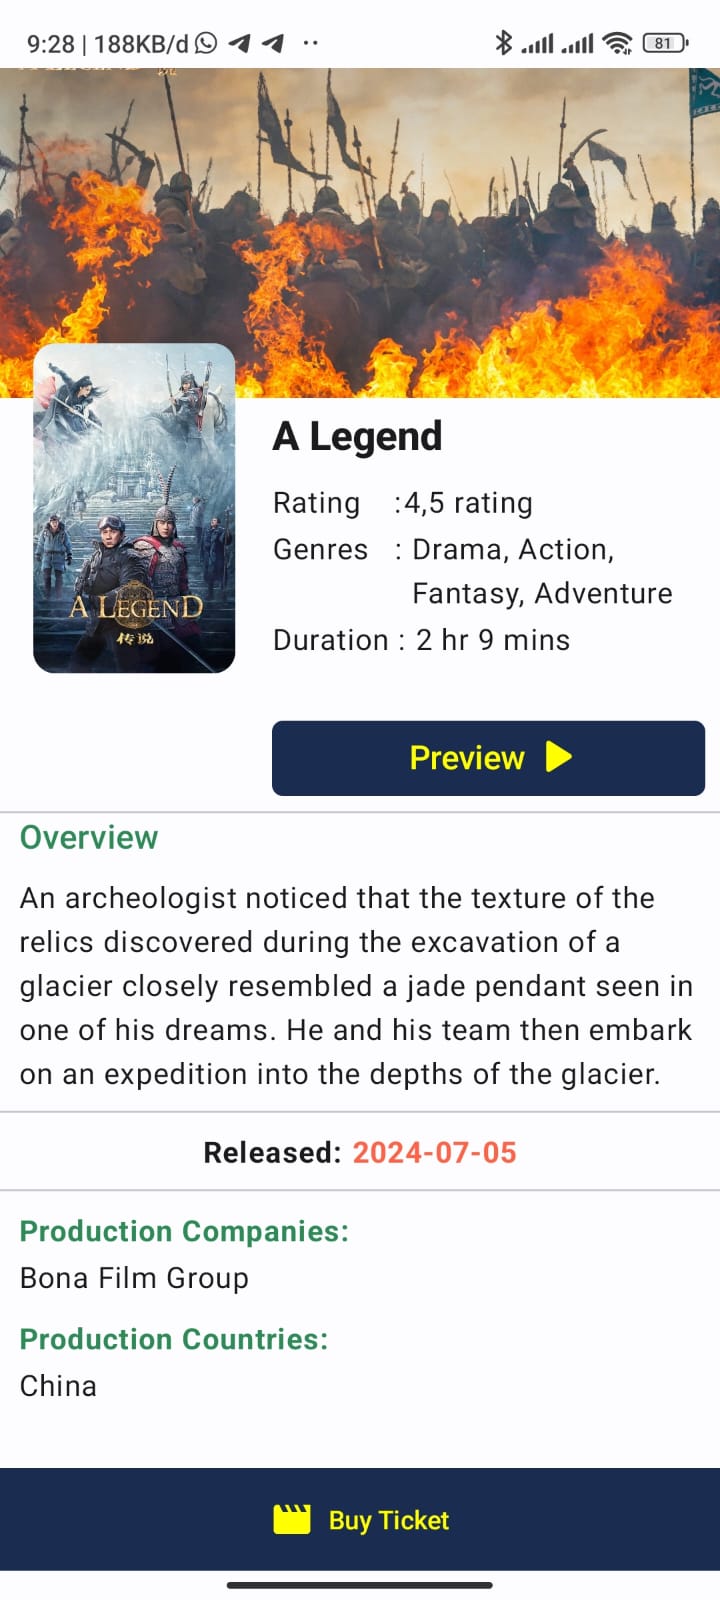 9:28 | 188KB/d
81
A Legend
Rating :4,5 rating
Genres : Drama, Action,
Fantasy, Adventure
Duration : 2 hr 9 mins
A LEGEND
传说
Preview
Overview
An archeologist noticed that the texture of the
relics discovered during the excavation of a
glacier closely resembled a jade pendant seen in
one of his dreams. He and his team then embark
on an expedition into the depths of the glacier.
Released: 2024-07-05
Production Companies:
Bona Film Group
Production Countries:
China
Buy Ticket